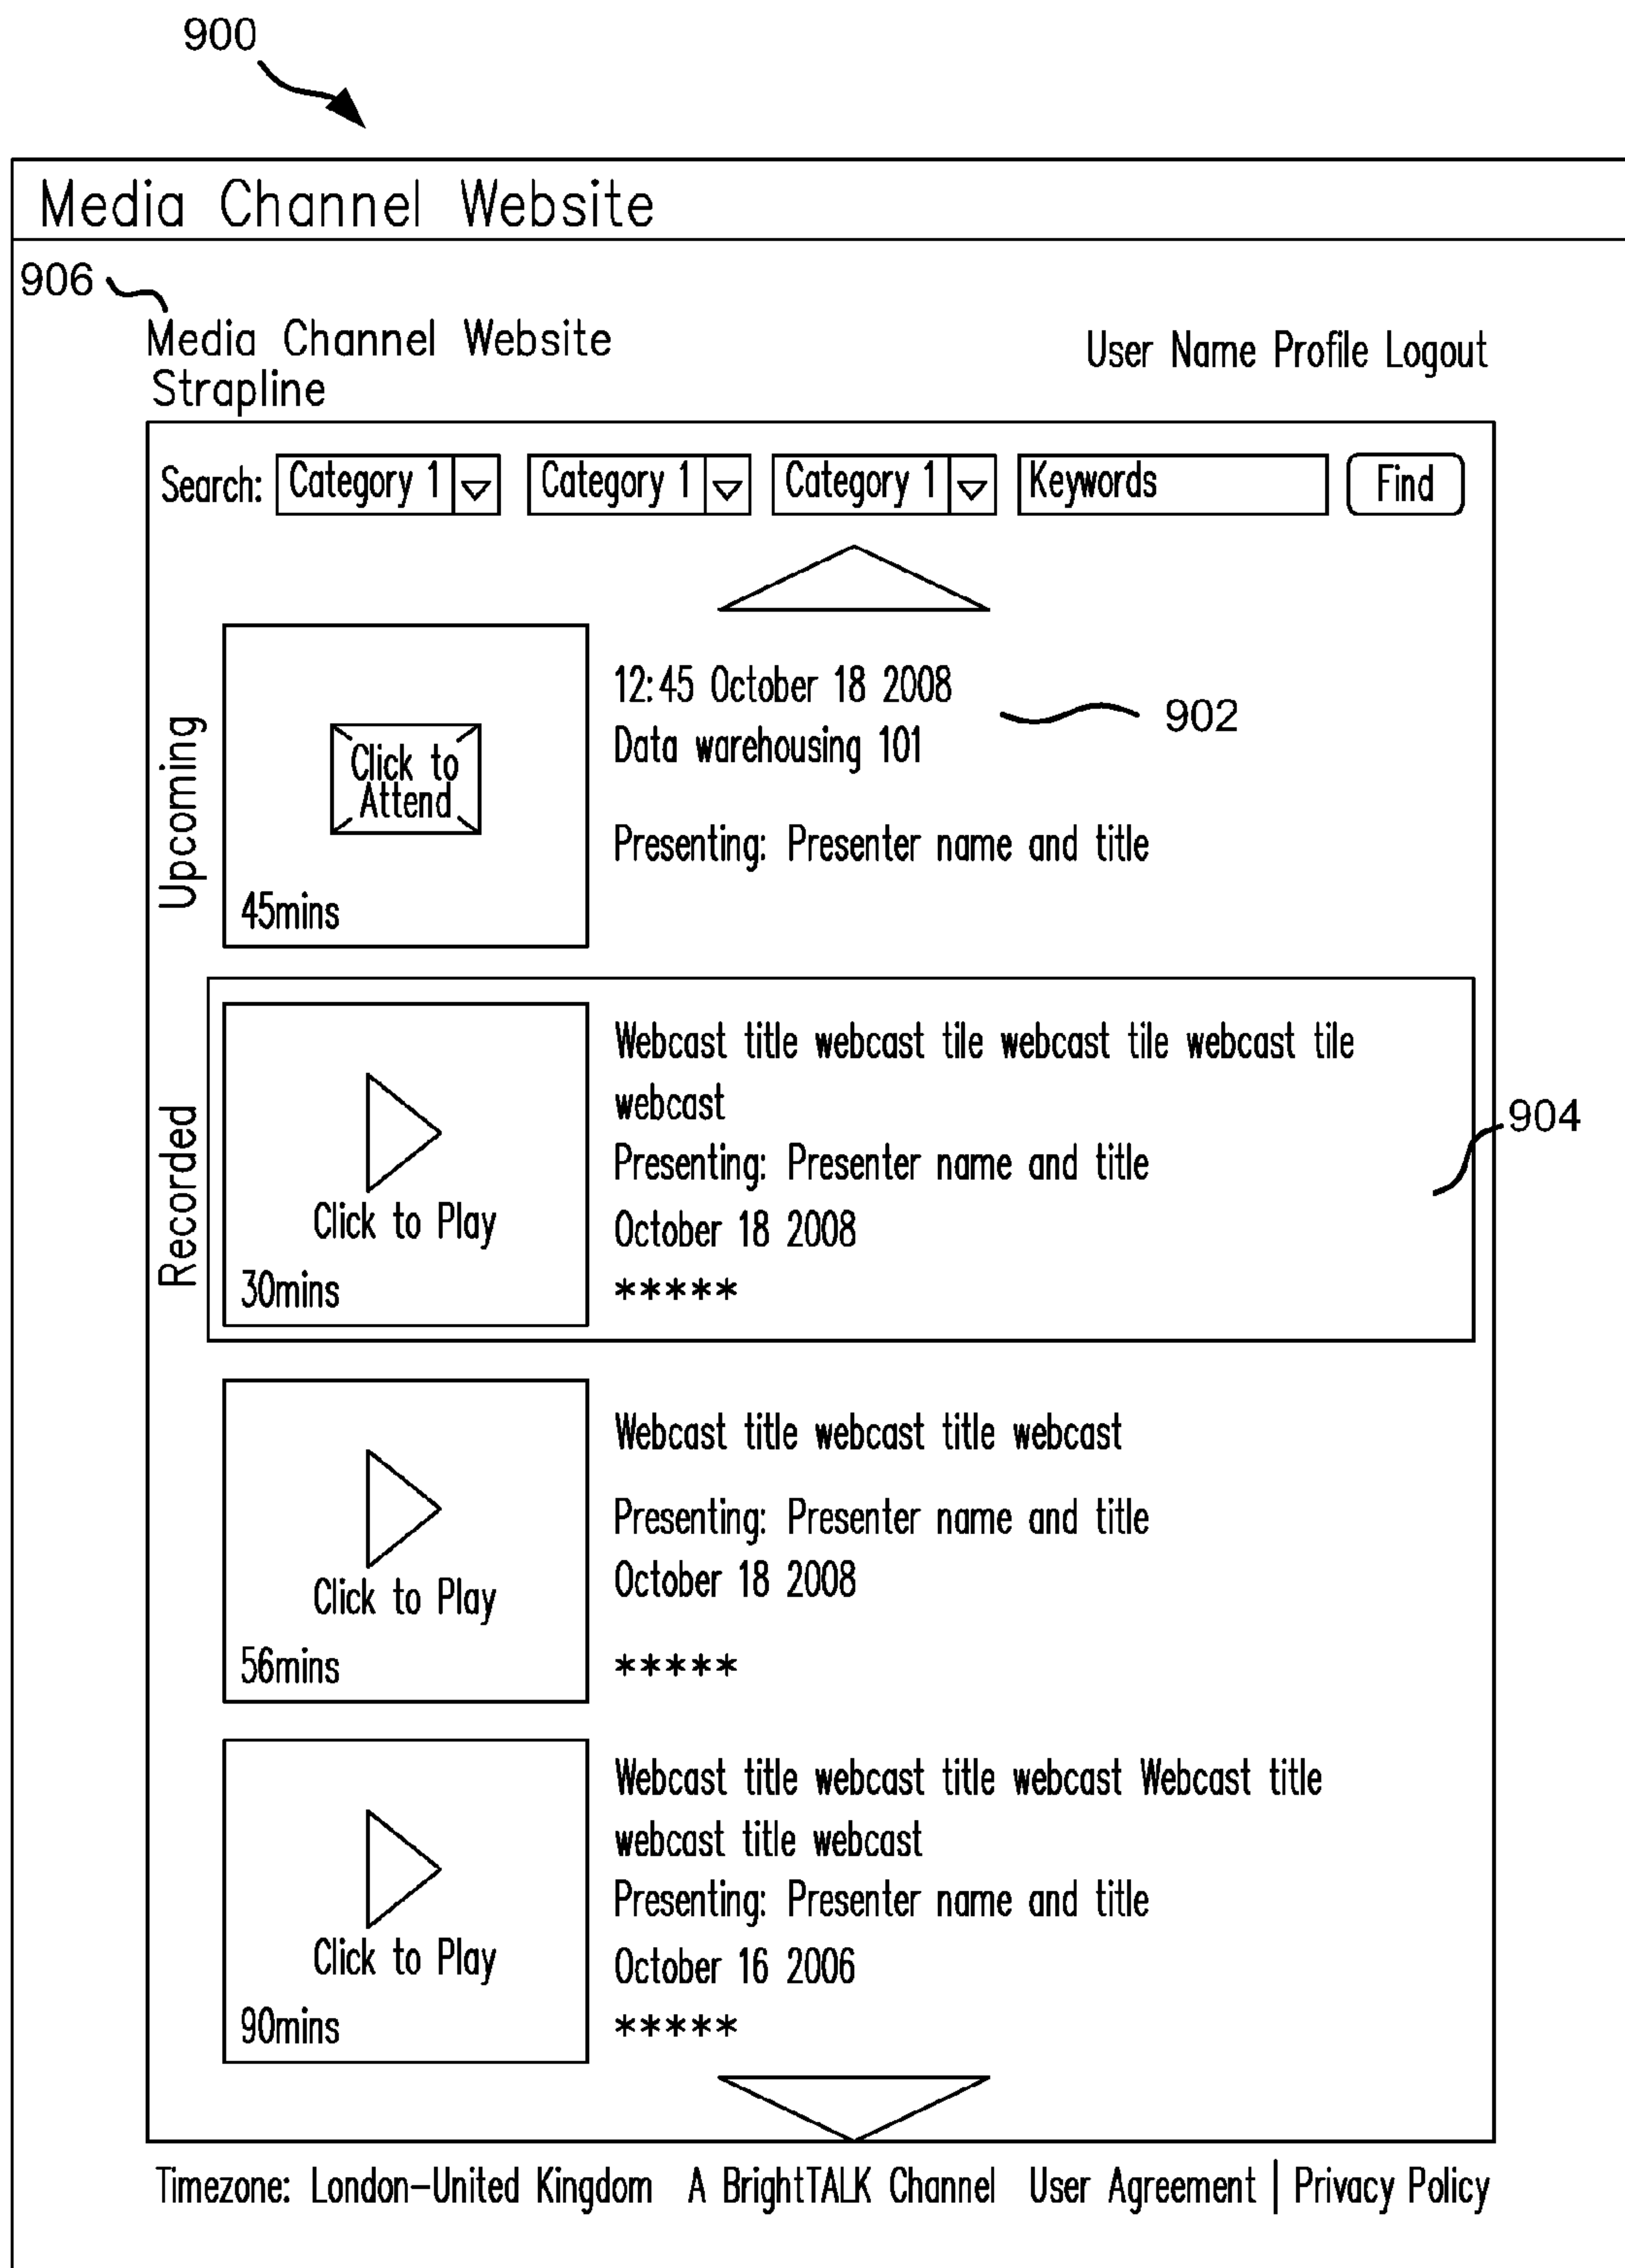 900
Media Channel Website
906
Media Channel Website
Strapline
User Name Profile Logout
Search: Category 1 Category 1 Category 1 Keywords Find
Upcoming
Click to
Attend
45mins
12:45 October 18 2008
902
Data warehousing 101
Presenting: Presenter name and title
Recorded
Click to Play
30mins
Webcast title webcast tile webcast tile webcast tile
webcast
Presenting: Presenter name and title
October 18 2008
*****
904
Click to Play
56mins
Webcast title webcast title webcast
Presenting: Presenter name and title
October 18 2008
*****
Click to Play
90mins
Webcast title webcast title webcast Webcast title
webcast title webcast
Presenting: Presenter name and title
October 16 2006
*****
Timezone: London-United Kingdom A BrightTALK Channel User Agreement | Privacy Policy